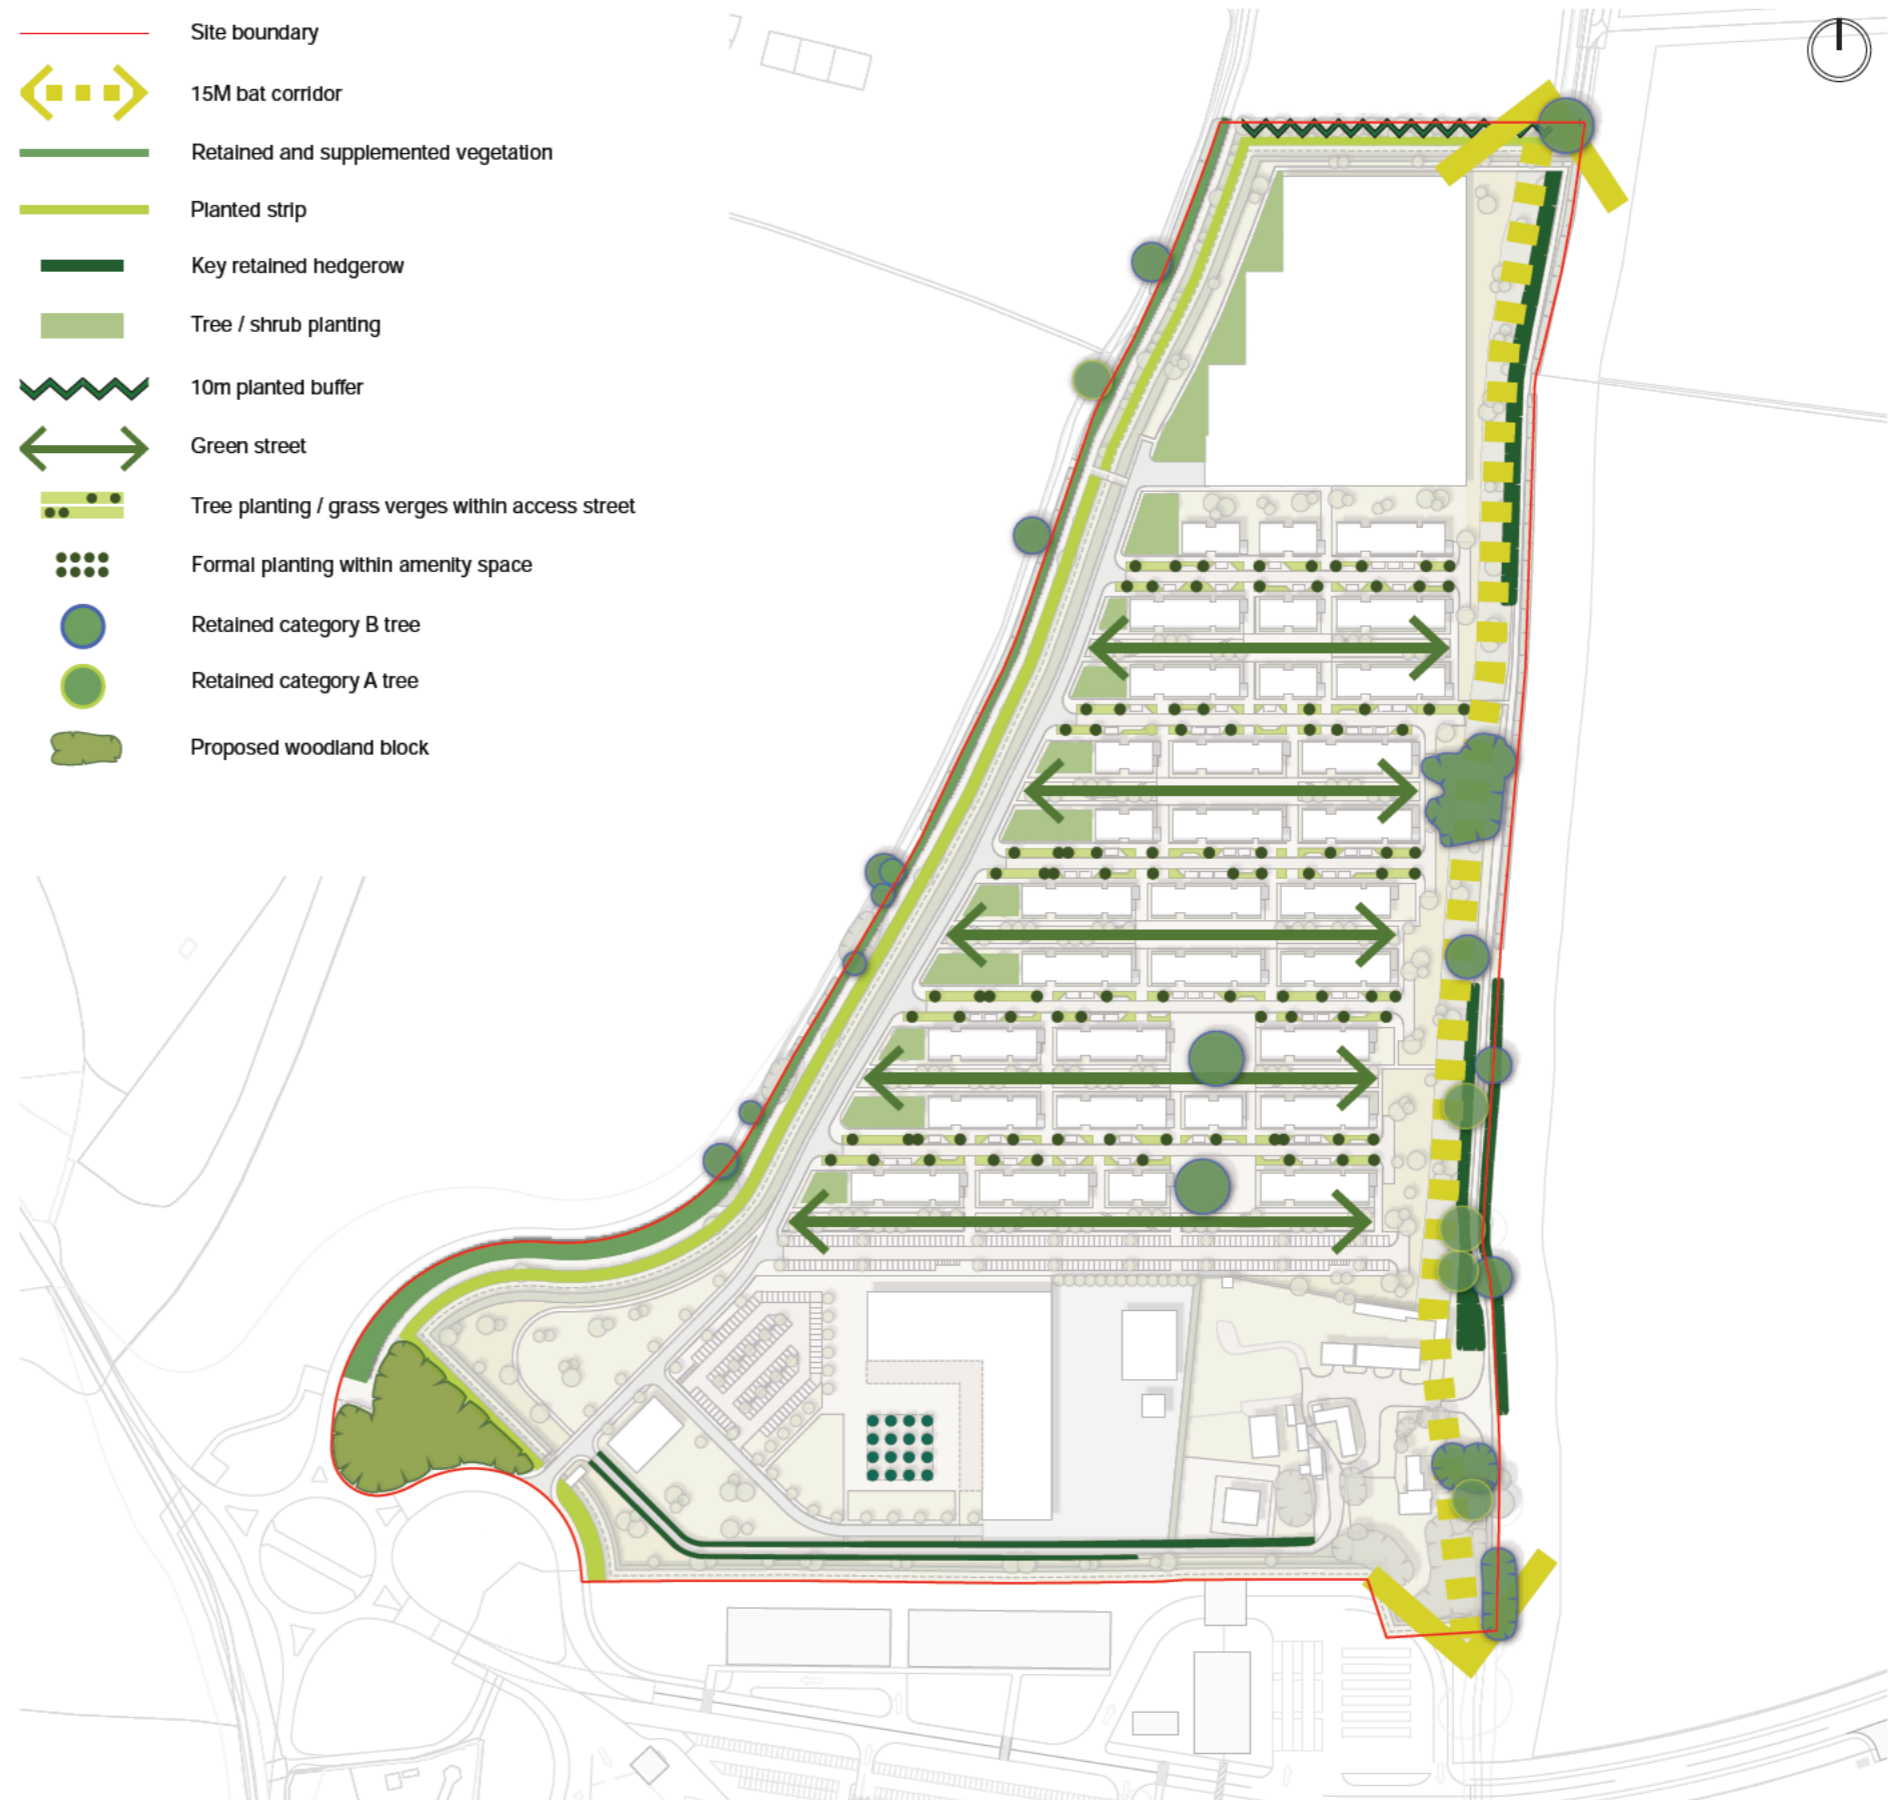 Site boundary
15M bat corridor
Retained and supplemented vegetation
Planted strip
Key retained hedgerow
Tree / shrub planting
10m planted buffer
Green street
Tree planting / grass verges within access street
Formal planting within amenity space
Retained category B tree
Retained category A tree
Proposed woodland block